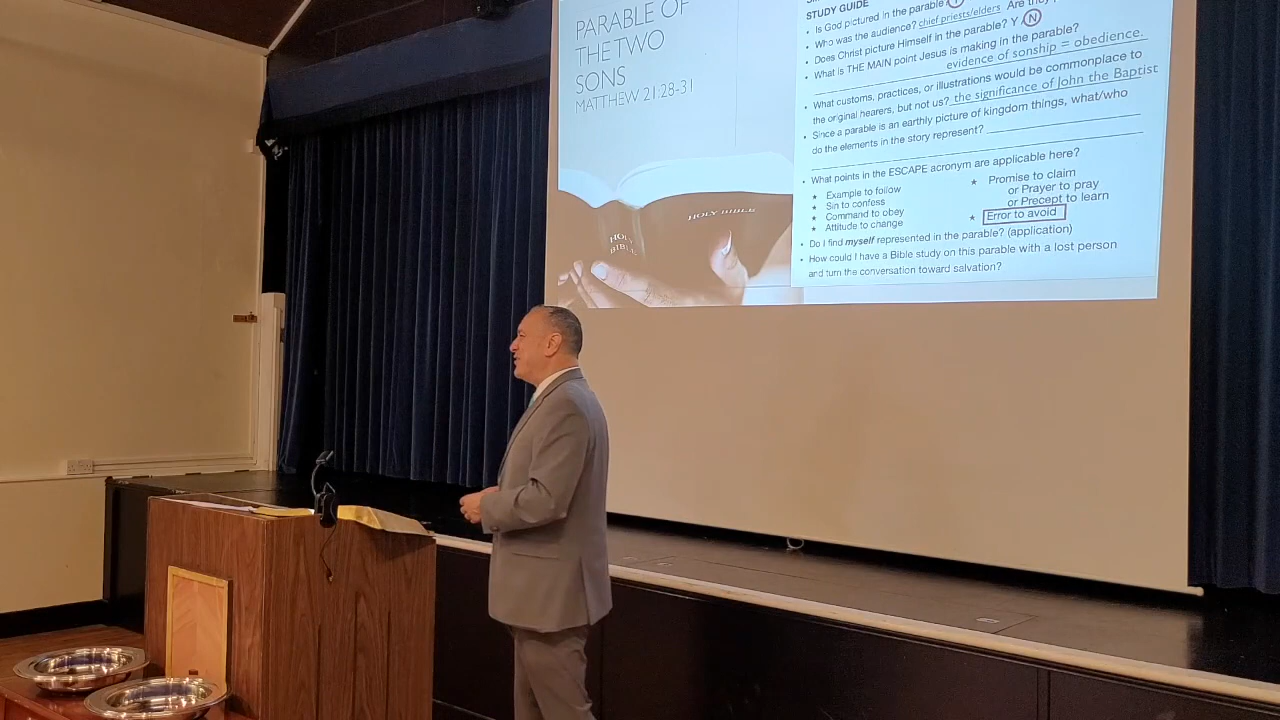 PARABLE OF
THE TWO
SONS
MATTHEW 21:28-31
HOLY BIBLE
HOLY
BIBLE
STUDY GUIDE
• Is God pictured in the parable Y Are they
• Who was the audience? chief priests/elders
• Does Christ picture Himself in the parable? Y N
• What is THE MAIN point Jesus is making in the parable?
evidence of sonship = obedience.
• What customs, practices, or illustrations would be commonplace to
the original hearers, but not us? the significance of John the Baptist
• Since a parable is an earthly picture of kingdom things, what/who
do the elements in the story represent?
• What points in the ESCAPE acronym are applicable here?
★ Example to follow
★ Sin to confess
★ Command to obey
★ Attitude to change
★ Promise to claim
or Prayer to pray
or Precept to learn
★ Error to avoid
• Do I find myself represented in the parable? (application)
• How could I have a Bible study on this parable with a lost person
and turn the conversation toward salvation?